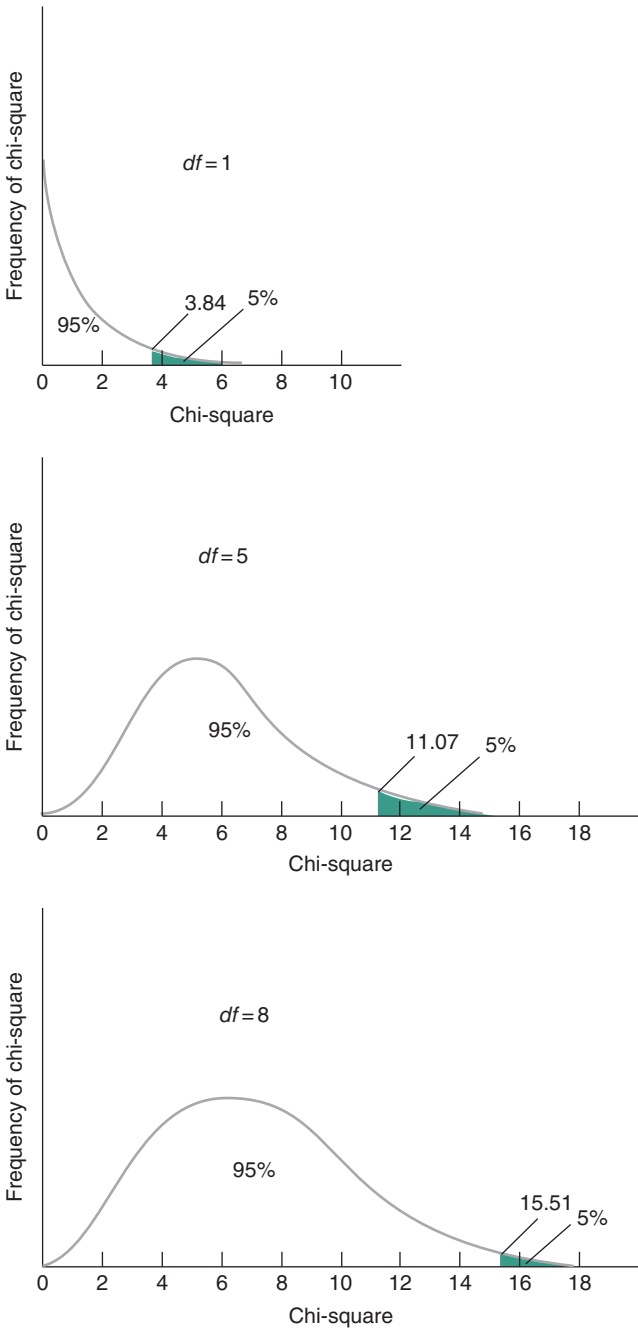 Frequency of chi-square
df = 1
3.84
5%
95%
0 2 4 6 8 10
Chi-square
Frequency of chi-square
df = 5
95%
11.07
5%
0 2 4 6 8 10 12 14 16 18
Chi-square
Frequency of chi-square
df = 8
95%
15.51
5%
0 2 4 6 8 10 12 14 16 18
Chi-square